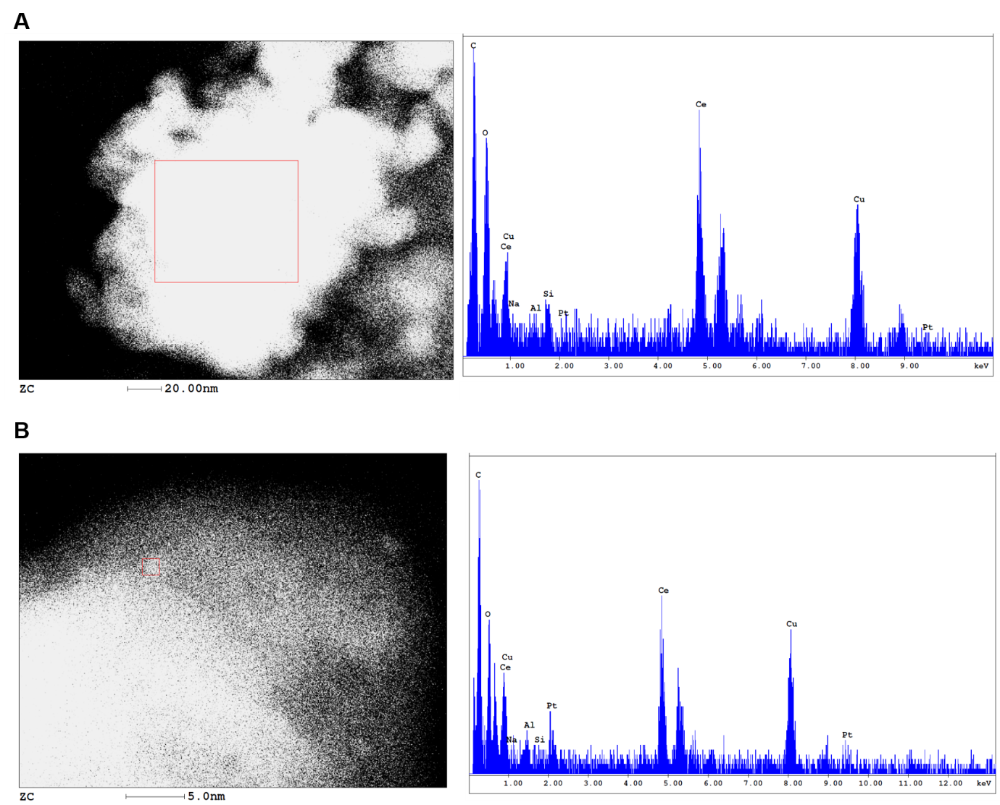 A
C
Ce
O
Cu
Cu
Ce
Si
Na
Al
Pt
Pt
1.00 2.00 3.00 4.00 5.00 6.00 7.00 8.00 9.00 keV
ZC 20.00nm
B
C
Ce
O
Cu
Cu
Ce
Pt
Al
Na
Si
Pt
1.00 2.00 3.00 4.00 5.00 6.00 7.00 8.00 9.00 10.00 11.00 12.00 keV
ZC 5.0nm